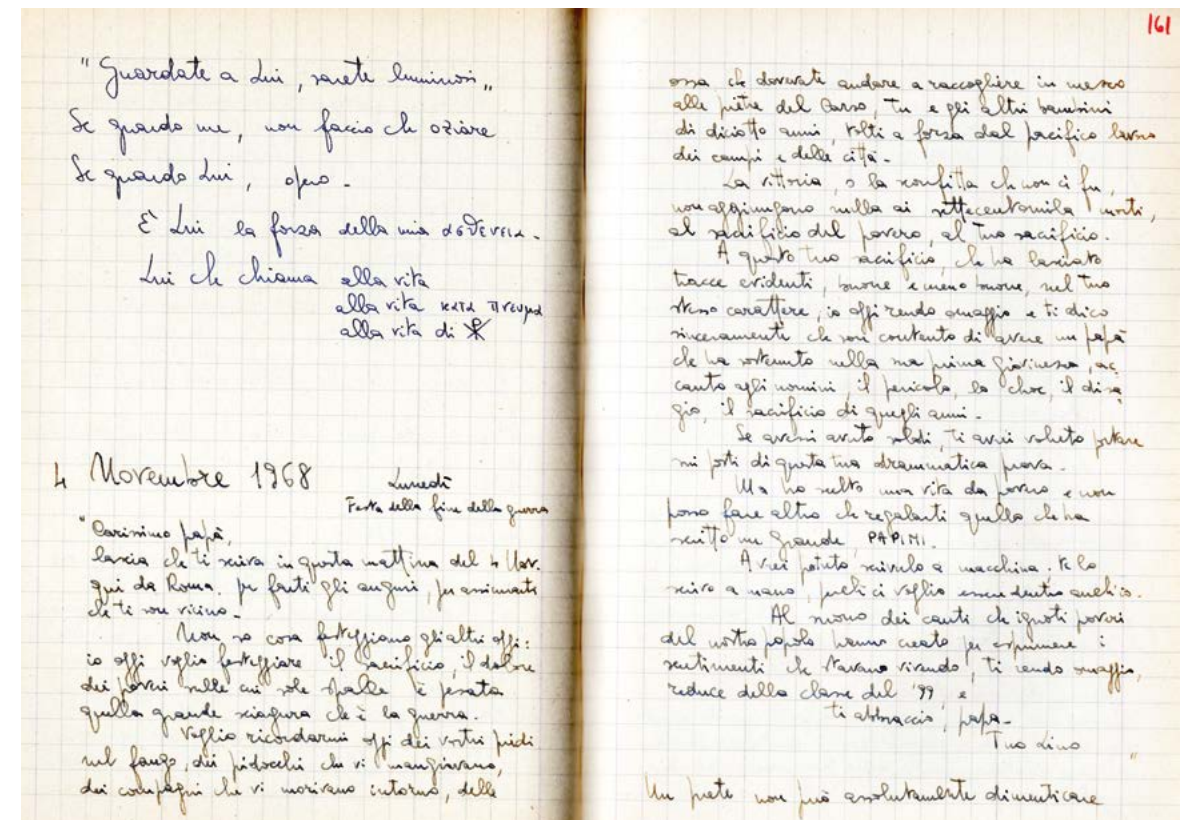 "Guardate a Lui, sarete luminosi"
Se guardo me, non faccio che oziare
Se guardo Lui, opero -
È Lui la forza della mia ασθενεια -
Lui che chiama alla vita
alla vita κατα πνευμα
alla vita di ☧
4 Novembre 1968 Lunedì
Festa della fine della guerra
"Carissimo papà,
lascia che ti scriva in questa mattina del 4 Nov.
qui da Roma. per farti gli auguri, per assicurarti
che ti sono vicino -
Non so cosa festeggiano gli altri oggi:
io oggi voglio festeggiare il sacrificio, il dolore
dei poveri sulle cui sole spalle è pesata
quella grande sciagura che è la guerra.
Voglio ricordarmi oggi dei vostri piedi
nel fango, dei pidocchi che vi mangiavano,
dei compagni che vi morivano intorno, delle
161
ossa che dovevate andare a raccogliere in mezzo
alle pietre del Carso, tu e gli altri bambini
di diciotto anni, tolti a forza dal pacifico lavoro
dei campi e delle città -
La vittoria, o la sconfitta che non ci fu,
non aggiungono nulla ai settecentomila morti,
al sacrificio del povero, al tuo sacrificio.
A questo tuo sacrificio, che ha lasciato
tracce evidenti, buone e meno buone, nel tuo
stesso carattere, io oggi rendo omaggio e ti dico
sinceramente che son contento di avere un papà
che ha sostenuto nella sua prima giovinezza, ac
canto agli uomini, il pericolo, lo choc, il disa
gio, il sacrificio di quegli anni -
Se avessi avuto soldi, ti avrei voluto portare
sui posti di questa tua drammatica prova -
Ma ho scelto una vita da povero e non
posso fare altro che regalarti quello che ha
scritto un grande, PAPINI.
Avrei potuto scriverlo a macchina. Te lo
scrivo a mano, perché ci voglio essere dentro anch'io.
Al suono dei canti che ignoti poveri
del nostro popolo hanno creato per esprimere i
sentimenti che stavano vivendo, ti rendo omaggio,
reduce della classe del '99, e
ti abbraccio, papà -
Tuo Lino "
Un prete non può assolutamente dimenticare